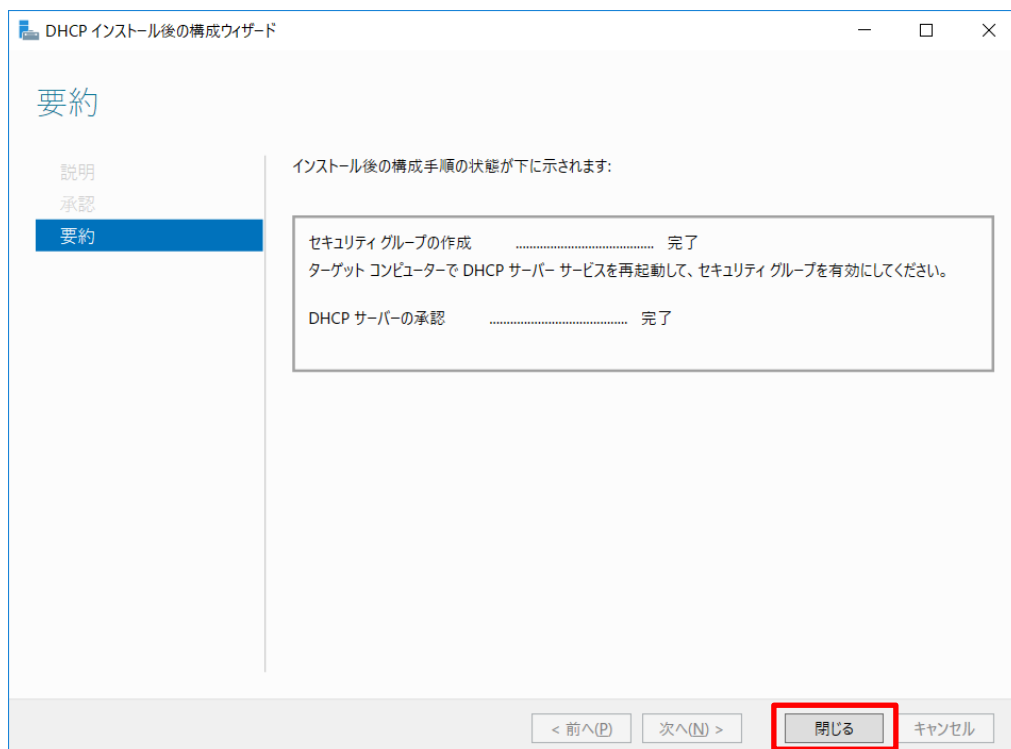 DHCP インストール後の構成ウィザード
要約
説明
承認
要約
インストール後の構成手順の状態が下に示されます:
セキュリティ グループの作成 ......................................... 完了
ターゲット コンピューターで DHCP サーバー サービスを再起動して、セキュリティ グループを有効にしてください。
DHCP サーバーの承認 ......................................... 完了
< 前へ(P) 次へ(N) > 閉じる キャンセル